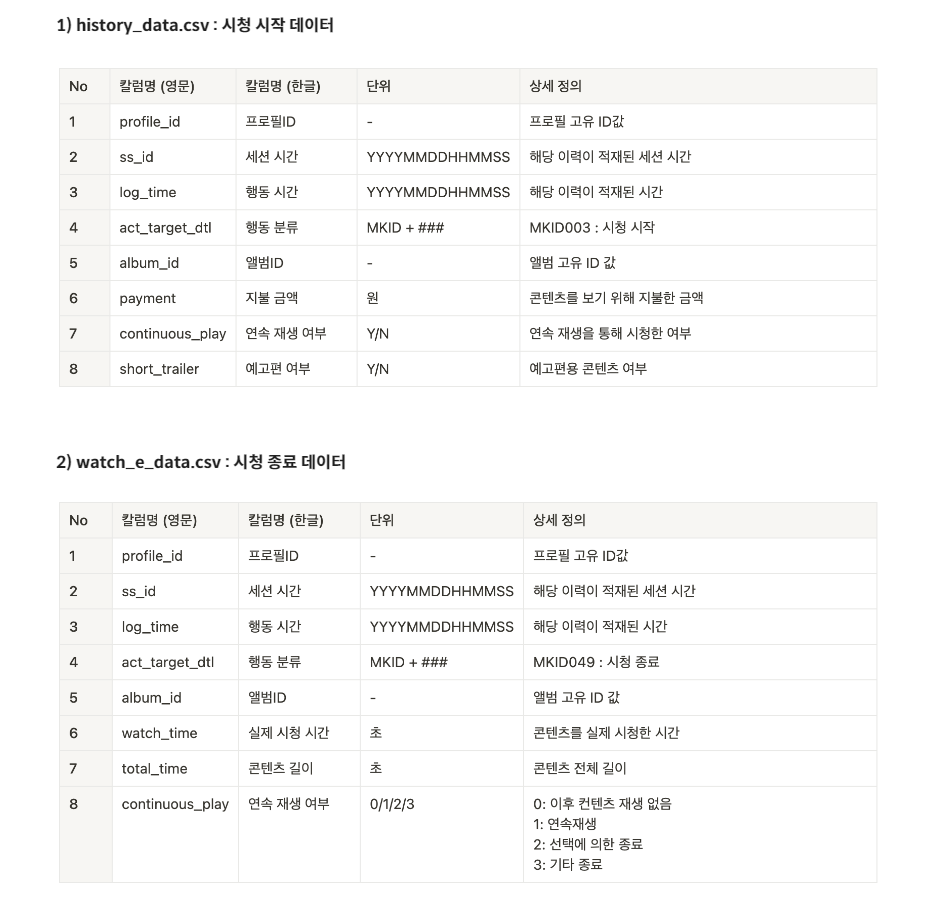 1) history_data.csv : 시청 시작 데이터
No 칼럼명 (영문) 칼럼명 (한글) 단위 상세 정의
1 profile_id 프로필ID - 프로필 고유 ID값
2 ss_id 세션 시간 YYYYMMDDHHMMSS 해당 이력이 적재된 세션 시간
3 log_time 행동 시간 YYYYMMDDHHMMSS 해당 이력이 적재된 시간
4 act_target_dtl 행동 분류 MKID + ### MKID003 : 시청 시작
5 album_id 앨범ID - 앨범 고유 ID 값
6 payment 지불 금액 원 콘텐츠를 보기 위해 지불한 금액
7 continuous_play 연속 재생 여부 Y/N 연속 재생을 통해 시청한 여부
8 short_trailer 예고편 여부 Y/N 예고편용 콘텐츠 여부
2) watch_e_data.csv : 시청 종료 데이터
No 칼럼명 (영문) 칼럼명 (한글) 단위 상세 정의
1 profile_id 프로필ID - 프로필 고유 ID값
2 ss_id 세션 시간 YYYYMMDDHHMMSS 해당 이력이 적재된 세션 시간
3 log_time 행동 시간 YYYYMMDDHHMMSS 해당 이력이 적재된 시간
4 act_target_dtl 행동 분류 MKID + ### MKID049 : 시청 종료
5 album_id 앨범ID - 앨범 고유 ID 값
6 watch_time 실제 시청 시간 초 콘텐츠를 실제 시청한 시간
7 total_time 콘텐츠 길이 초 콘텐츠 전체 길이
8 continuous_play 연속 재생 여부 0/1/2/3 0: 이후 컨텐츠 재생 없음
1: 연속재생
2: 선택에 의한 종료
3: 기타 종료